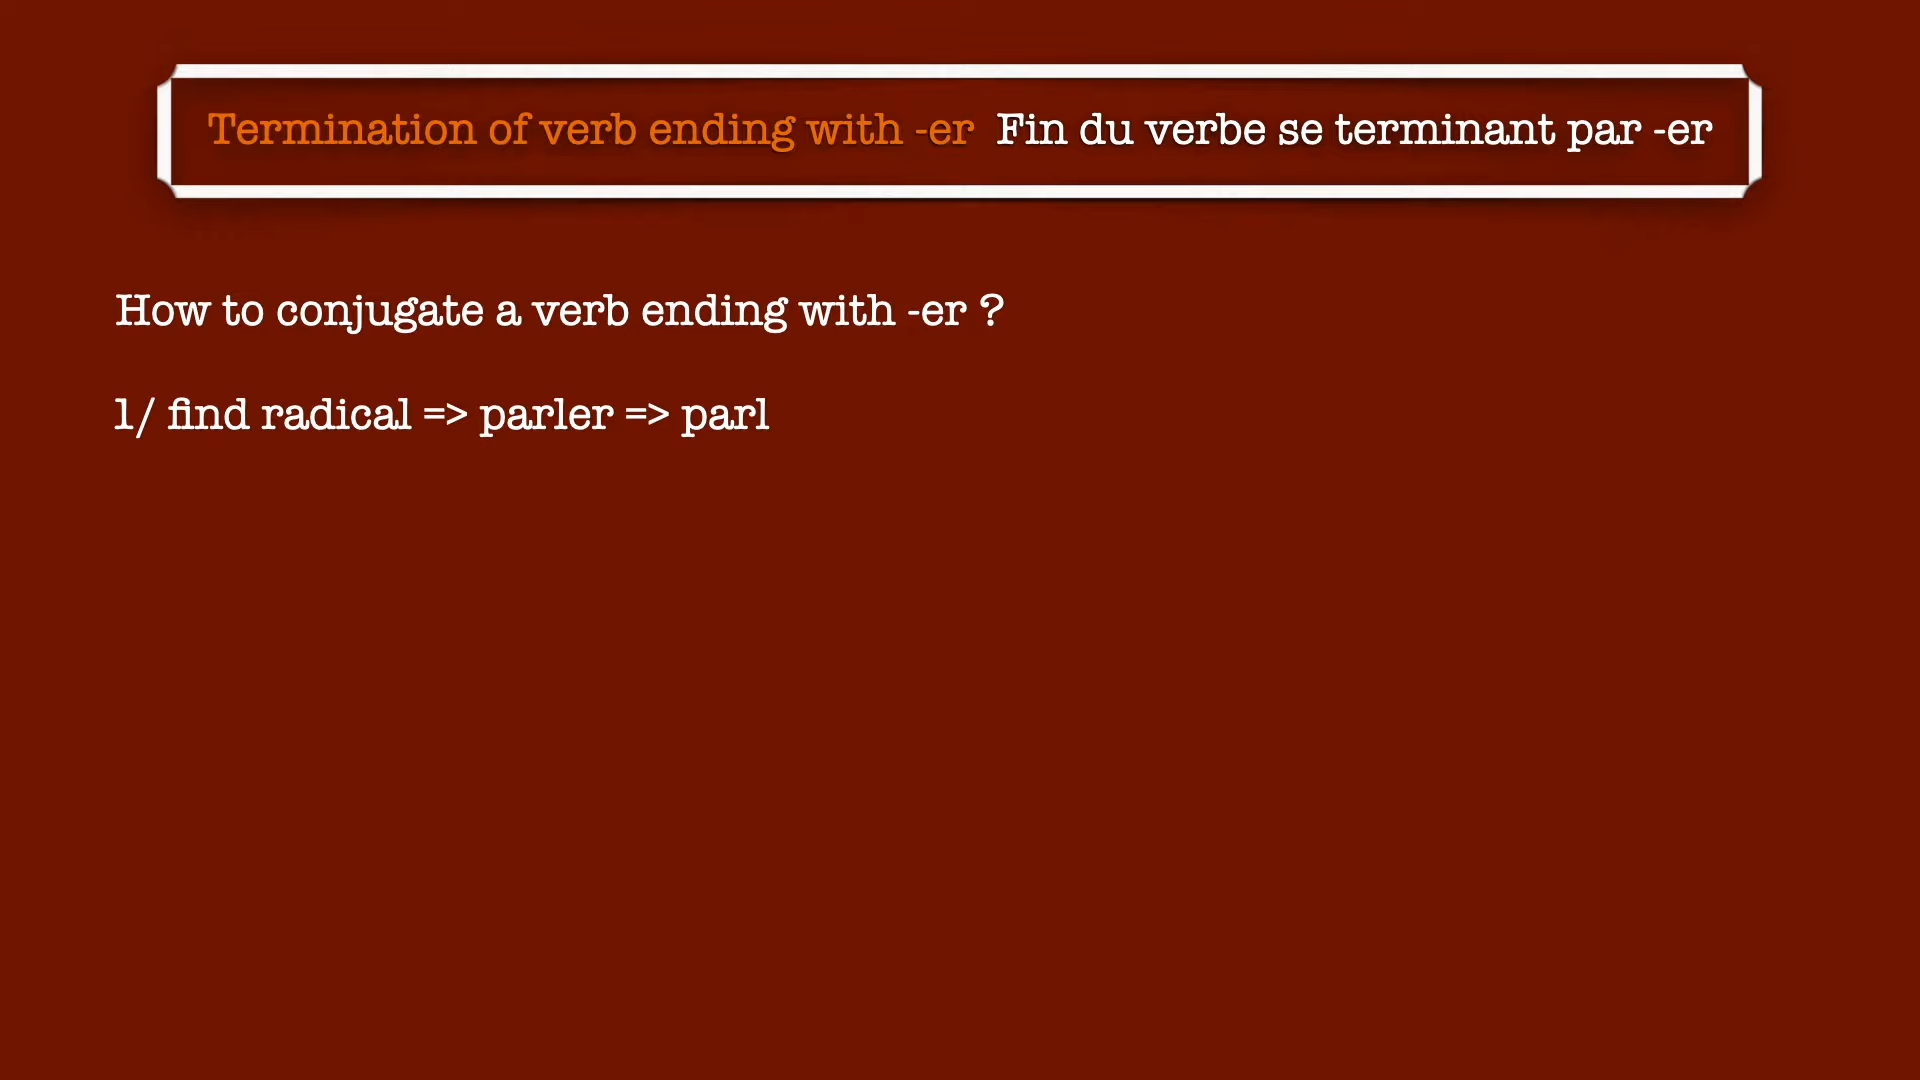 Termination of verb ending with -er Fin du verbe se terminant par -er
How to conjugate a verb ending with -er ?
1/ find radical => parler => parl